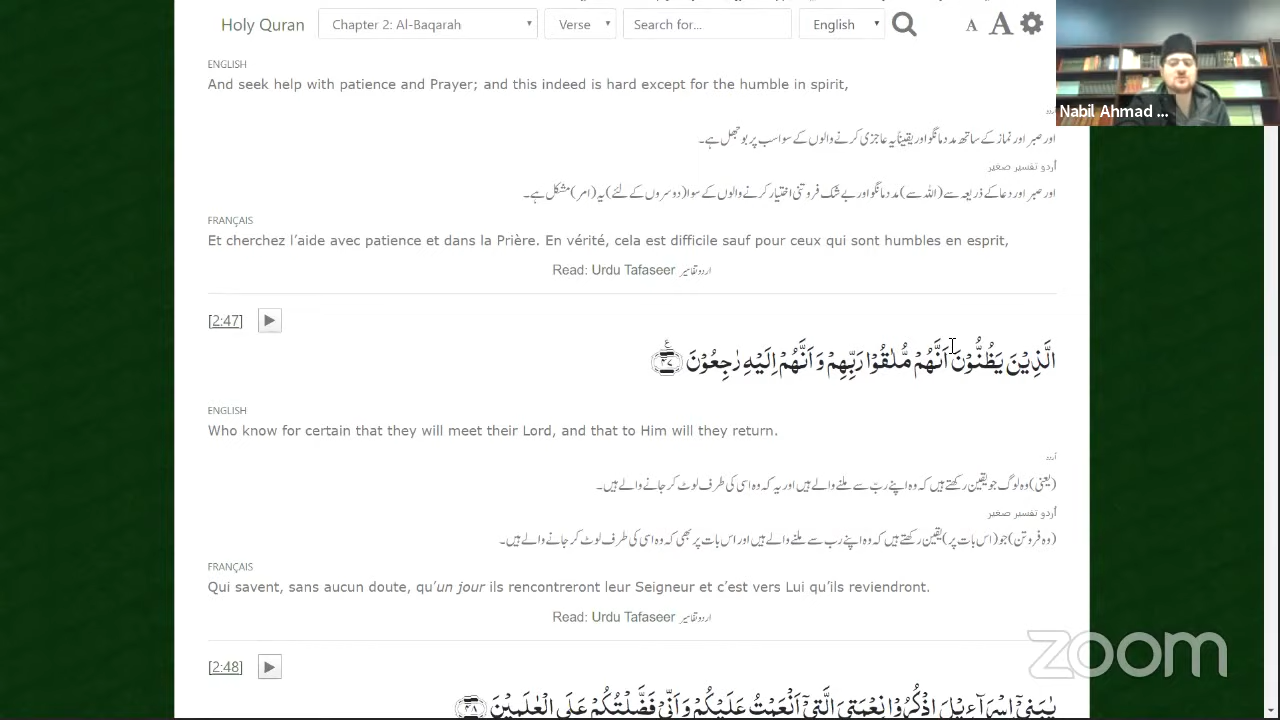 Holy Quran
Chapter 2: Al-Baqarah
Verse
Search for...
English
A A
Nabil Ahmad ...
ENGLISH
And seek help with patience and Prayer; and this indeed is hard except for the humble in spirit,
اردو
اور صبر اور نماز کے ساتھ مدد مانگو اور یقیناً یہ عاجزی کرنے والوں کے سوا سب پر بوجھل ہے۔
اُردو تفسیر صغیر
اور صبر اور دعا کے ذریعہ سے (اللہ سے) مدد مانگو اور بے شک فروتنی اختیار کرنے والوں کے سوا (دوسروں کے لئے) یہ (امر) مشکل ہے۔
FRANÇAIS
Et cherchez l’aide avec patience et dans la Prière. En vérité, cela est difficile sauf pour ceux qui sont humbles en esprit,
Read: Urdu Tafaseer اردو تفاسیر
[2:47]
الَّذِیۡنَ یَظُنُّوۡنَ اَنَّہُمۡ مُّلٰقُوۡا رَبِّہِمۡ وَ اَنَّہُمۡ اِلَیۡہِ رٰجِعُوۡنَ ﴿٪۴۷﴾
ENGLISH
Who know for certain that they will meet their Lord, and that to Him will they return.
اردو
(یعنی) وہ لوگ جو یقین رکھتے ہیں کہ وہ اپنے ربّ سے ملنے والے ہیں اور یہ کہ وہ اسی کی طرف لوٹ کر جانے والے ہیں۔
اُردو تفسیر صغیر
(وہ فروتن) جو (اس بات پر) یقین رکھتے ہیں کہ وہ اپنے رب سے ملنے والے ہیں اور اس بات پر بھی کہ وہ اسی کی طرف لوٹ کر جانے والے ہیں۔
FRANÇAIS
Qui savent, sans aucun doute, qu’un jour ils rencontreront leur Seigneur et c’est vers Lui qu’ils reviendront.
Read: Urdu Tafaseer اردو تفاسیر
zoom
[2:48]
یٰبَنِیۡۤ اِسۡرَآءِیۡلَ اذۡکُرُوۡا نِعۡمَتِیَ الَّتِیۡۤ اَنۡعَمۡتُ عَلَیۡکُمۡ وَ اَنِّیۡ فَضَّلۡتُکُمۡ عَلَی الۡعٰلَمِیۡنَ ﴿۴۸﴾